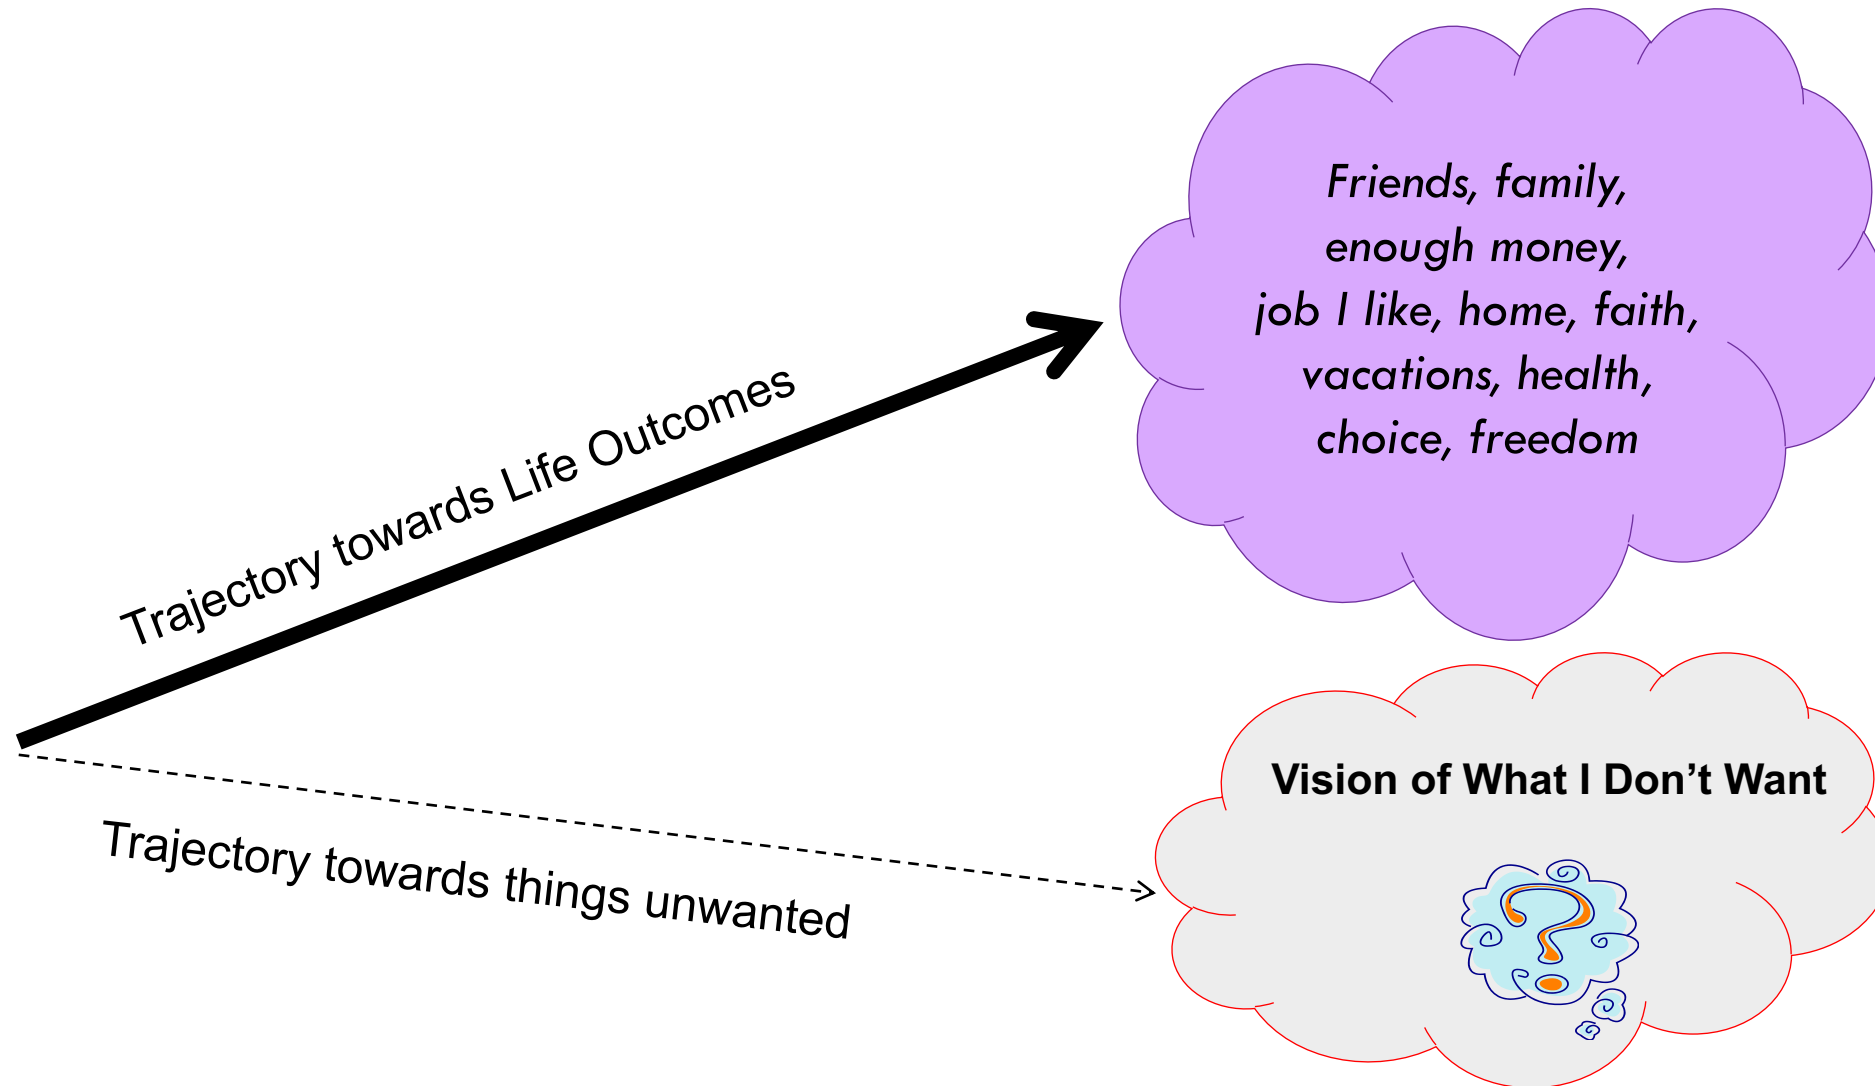 Friends, family,
enough money,
job I like, home, faith,
vacations, health,
choice, freedom
Trajectory towards Life Outcomes
Vision of What I Don’t Want
Trajectory towards things unwanted
?